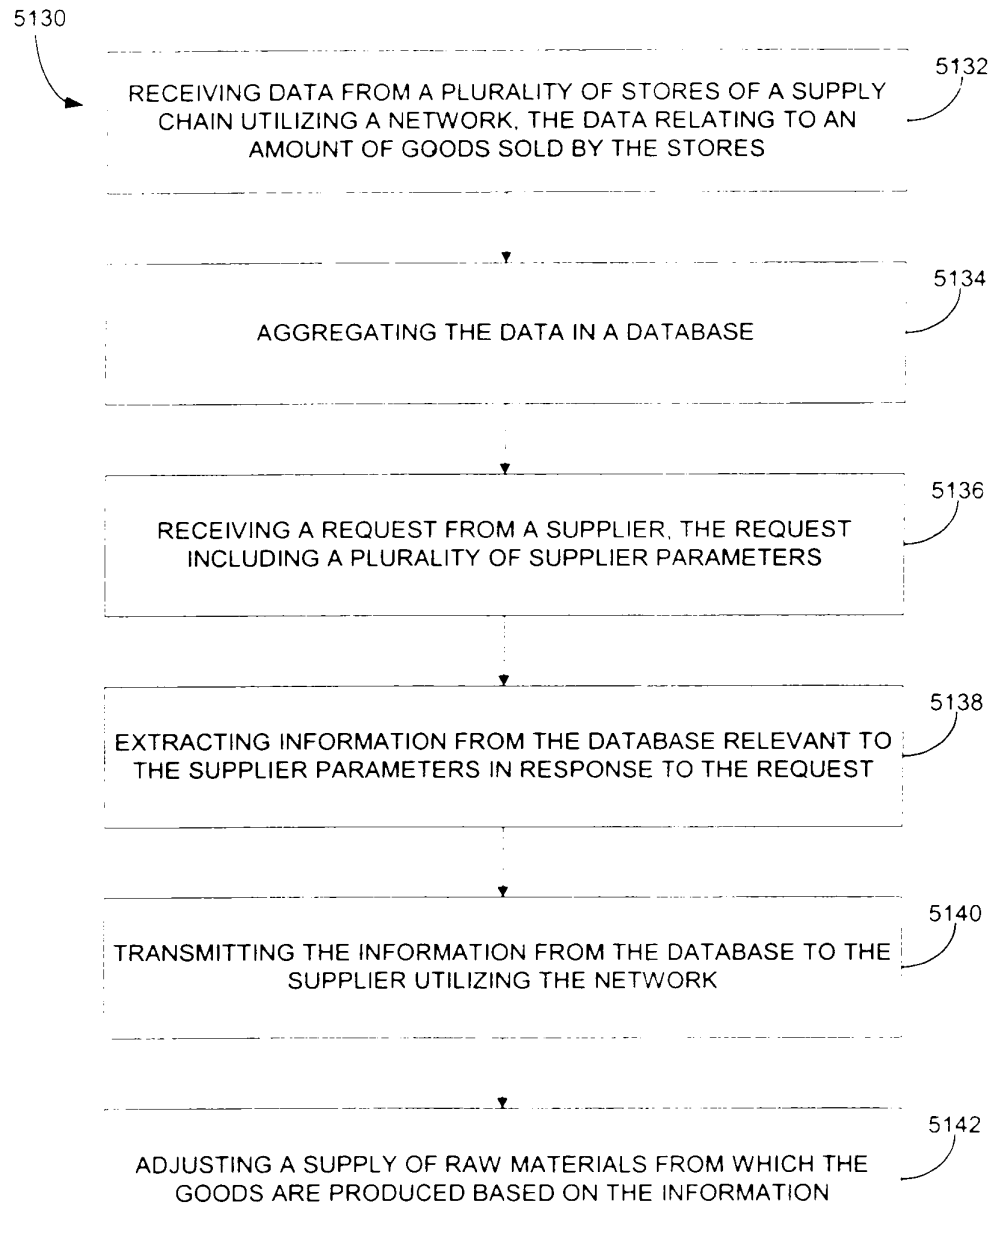 5130
5132
RECEIVING DATA FROM A PLURALITY OF STORES OF A SUPPLY
CHAIN UTILIZING A NETWORK, THE DATA RELATING TO AN
AMOUNT OF GOODS SOLD BY THE STORES
5134
AGGREGATING THE DATA IN A DATABASE
5136
RECEIVING A REQUEST FROM A SUPPLIER, THE REQUEST
INCLUDING A PLURALITY OF SUPPLIER PARAMETERS
5138
EXTRACTING INFORMATION FROM THE DATABASE RELEVANT TO
THE SUPPLIER PARAMETERS IN RESPONSE TO THE REQUEST
5140
TRANSMITTING THE INFORMATION FROM THE DATABASE TO THE
SUPPLIER UTILIZING THE NETWORK
5142
ADJUSTING A SUPPLY OF RAW MATERIALS FROM WHICH THE
GOODS ARE PRODUCED BASED ON THE INFORMATION